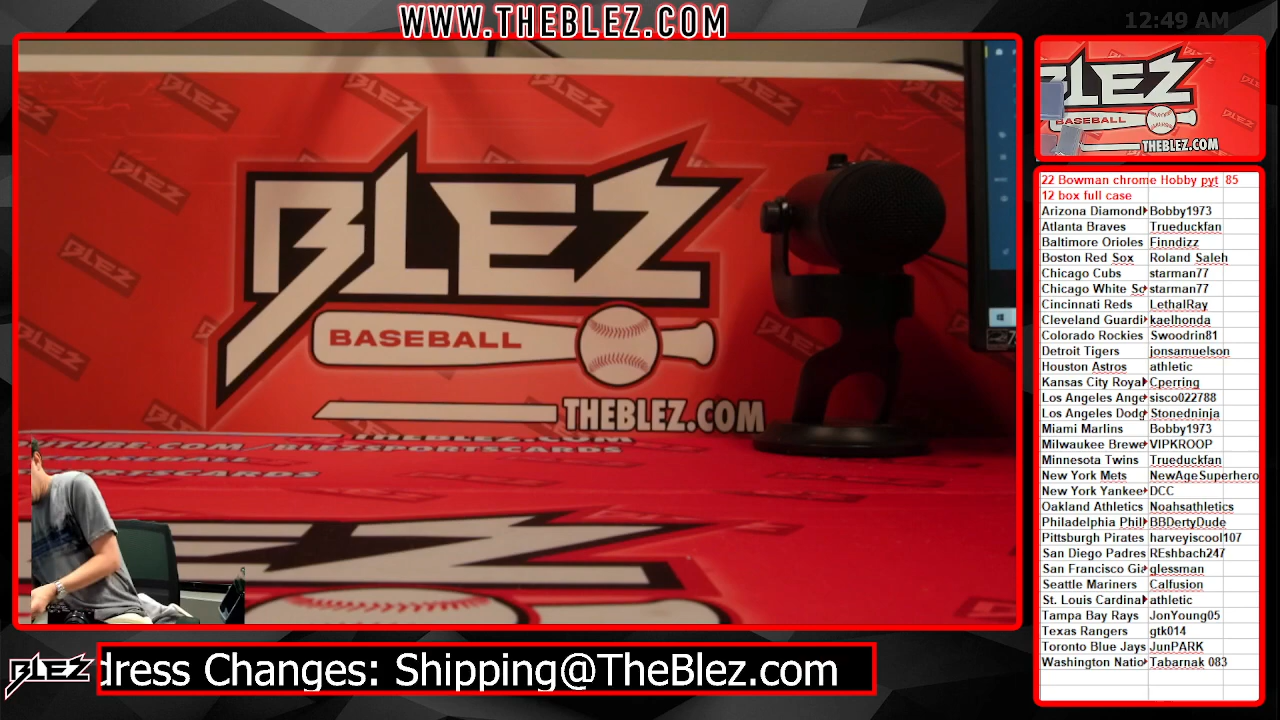 WWW.THEBLEZ.COM
12:49 AM
BLEZ
BASEBALL
THEBLEZ.COM
THEBLEZ.COM
OUTUBE.COM/BLEZSPORTSCARDS
BASEBALL
SPORTSCARDS
BLEZ
BASEBALL
THEBLEZ.COM
22 Bowman chrome Hobby pyt 85
12 box full case
Arizona Diamond Bobby1973
Atlanta Braves Trueduckfan
Baltimore Orioles Finndizz
Boston Red Sox Roland Saleh
Chicago Cubs starman77
Chicago White So starman77
Cincinnati Reds LethalRay
Cleveland Guardi kaelhonda
Colorado Rockies Swoodrin81
Detroit Tigers jonsamuelson
Houston Astros athletic
Kansas City Royal Cperring
Los Angeles Ange sisco022788
Los Angeles Dodg Stonedninja
Miami Marlins Bobby1973
Milwaukee Brewe VIPKROOP
Minnesota Twins Trueduckfan
New York Mets NewAgeSuperhero
New York Yankee DCC
Oakland Athletics Noahsathletics
Philadelphia Phil BBDertyDude
Pittsburgh Pirates harveyiscool107
San Diego Padres REshbach247
San Francisco Gia glessman
Seattle Mariners Calfusion
St. Louis Cardina athletic
Tampa Bay Rays JonYoung05
Texas Rangers gtk014
Toronto Blue Jays JunPARK
Washington Natio Tabarnak 083
BLEZ
dress Changes: Shipping@TheBlez.com